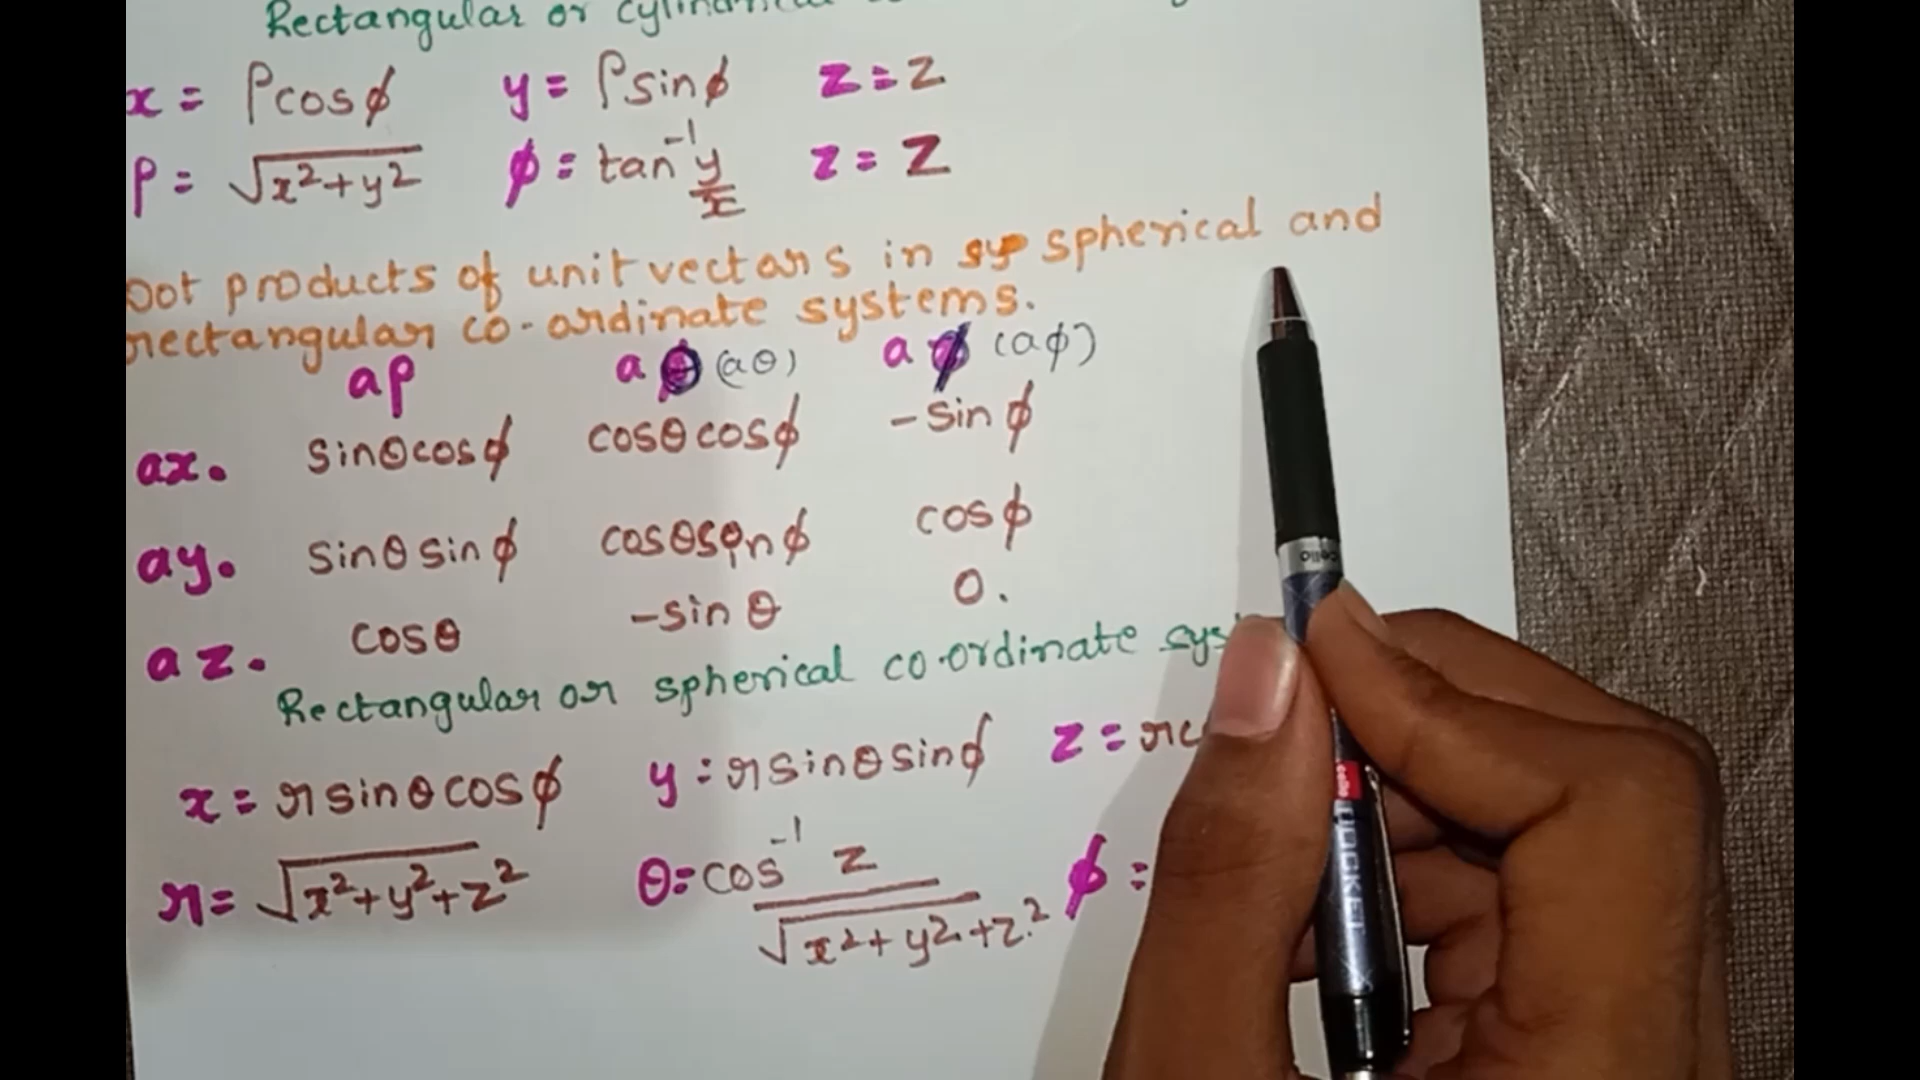 Rectangular or
x = ρcosϕ y = ρsinϕ z = z
ρ = √x²+y² ϕ = tan⁻¹ y/x z = z
Dot products of unit vectors in sp spherical and
rectangular co-ordinate systems.
aρ a (aθ) a (aϕ)
ax. sinθcosϕ cosθcosϕ -sinϕ
ay. sinθsinϕ cosθsinϕ cosϕ
az. cosθ -sinθ 0.
Rectangular or spherical co-ordinate
x = rsinθcosϕ y = rsinθsinϕ z = r
r = √x²+y²+z² θ = cos⁻¹ z/√x²+y²+z² ϕ =
cello